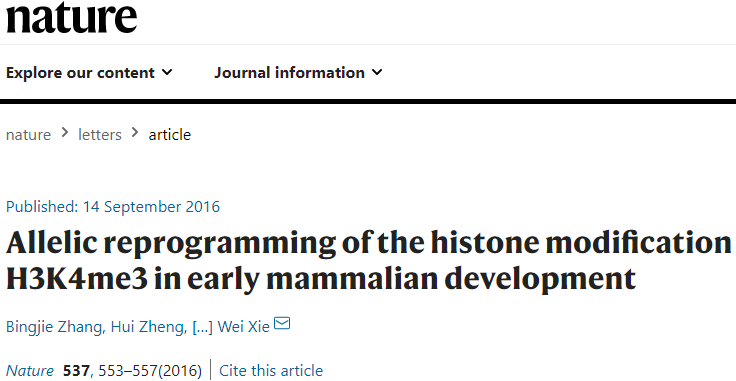 nature
Explore our content Journal information
nature > letters > article
Published: 14 September 2016
Allelic reprogramming of the histone modification
H3K4me3 in early mammalian development
Bingjie Zhang, Hui Zheng, […] Wei Xie
Nature 537, 553–557(2016) | Cite this article